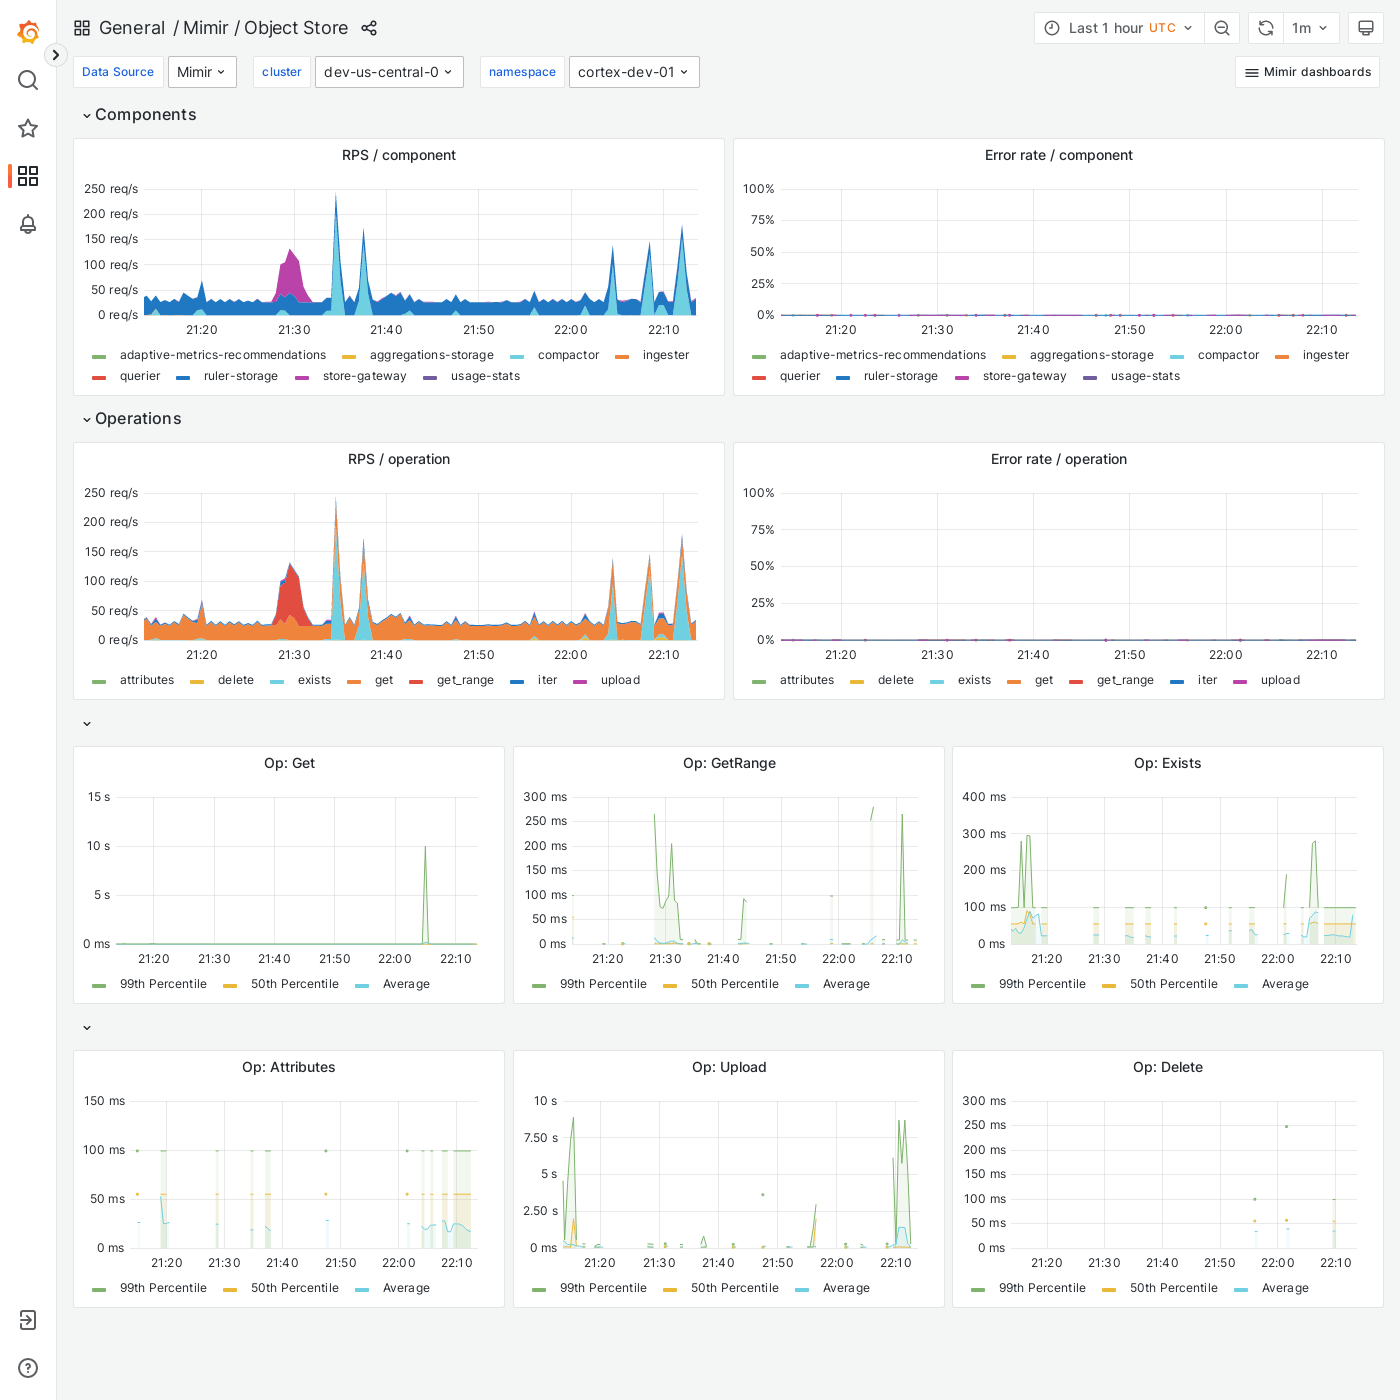 General / Mimir / Object Store
Last 1 hour UTC
1m
Data Source Mimir cluster dev-us-central-0 namespace cortex-dev-01 Mimir dashboards
Components
RPS / component
250 req/s
200 req/s
150 req/s
100 req/s
50 req/s
0 req/s
21:20 21:30 21:40 21:50 22:00 22:10
adaptive-metrics-recommendations aggregations-storage compactor ingester
querier ruler-storage store-gateway usage-stats
Error rate / component
100%
75%
50%
25%
0%
21:20 21:30 21:40 21:50 22:00 22:10
adaptive-metrics-recommendations aggregations-storage compactor ingester
querier ruler-storage store-gateway usage-stats
Operations
RPS / operation
250 req/s
200 req/s
150 req/s
100 req/s
50 req/s
0 req/s
21:20 21:30 21:40 21:50 22:00 22:10
attributes delete exists get get_range iter upload
Error rate / operation
100%
75%
50%
25%
0%
21:20 21:30 21:40 21:50 22:00 22:10
attributes delete exists get get_range iter upload
Op: Get
15 s
10 s
5 s
0 ms
21:20 21:30 21:40 21:50 22:00 22:10
99th Percentile 50th Percentile Average
Op: GetRange
300 ms
250 ms
200 ms
150 ms
100 ms
50 ms
0 ms
21:20 21:30 21:40 21:50 22:00 22:10
99th Percentile 50th Percentile Average
Op: Exists
400 ms
300 ms
200 ms
100 ms
0 ms
21:20 21:30 21:40 21:50 22:00 22:10
99th Percentile 50th Percentile Average
Op: Attributes
150 ms
100 ms
50 ms
0 ms
21:20 21:30 21:40 21:50 22:00 22:10
99th Percentile 50th Percentile Average
Op: Upload
10 s
7.50 s
5 s
2.50 s
0 ms
21:20 21:30 21:40 21:50 22:00 22:10
99th Percentile 50th Percentile Average
Op: Delete
300 ms
250 ms
200 ms
150 ms
100 ms
50 ms
0 ms
21:20 21:30 21:40 21:50 22:00 22:10
99th Percentile 50th Percentile Average